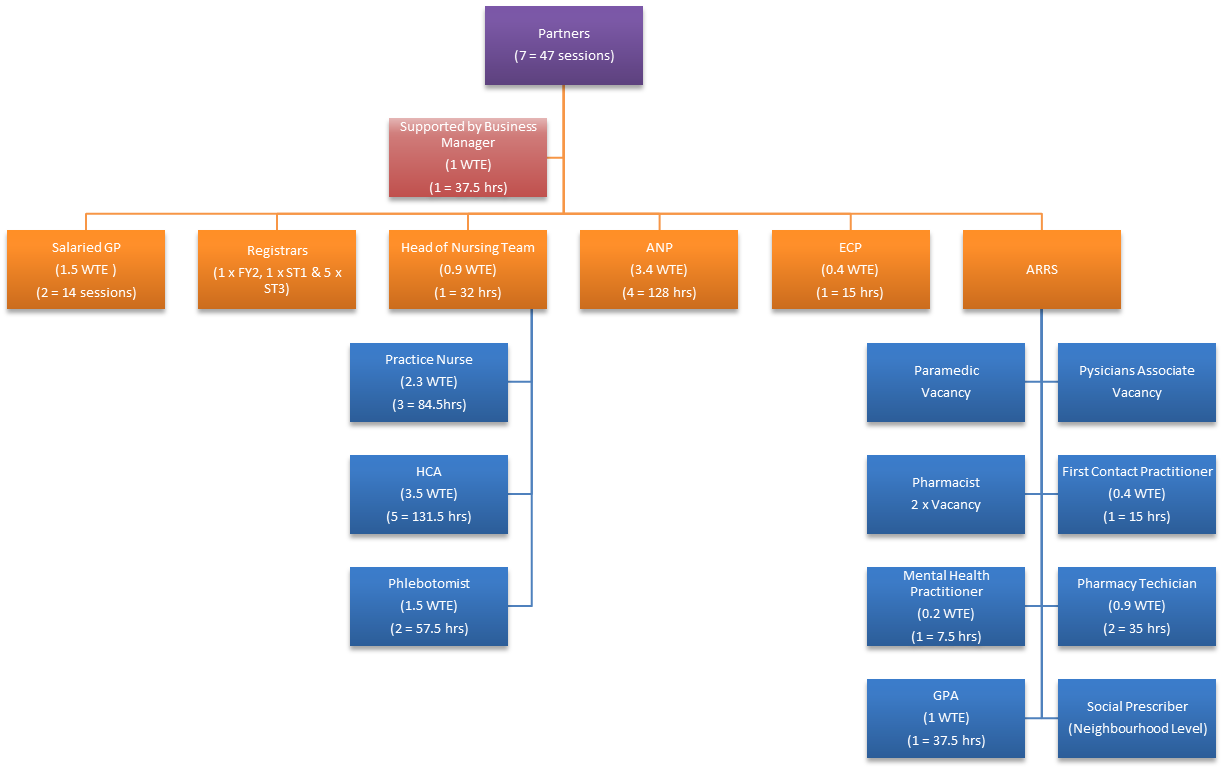 Partners
(7 = 47 sessions)
Supported by Business
Manager
(1 WTE)
(1 = 37.5 hrs)
Salaried GP
(1.5 WTE )
(2 = 14 sessions)
Registrars
(1 x FY2, 1 x ST1 & 5 x
ST3)
Head of Nursing Team
(0.9 WTE)
(1 = 32 hrs)
ANP
(3.4 WTE)
(4 = 128 hrs)
ECP
(0.4 WTE)
(1 = 15 hrs)
ARRS
Practice Nurse
(2.3 WTE)
(3 = 84.5hrs)
HCA
(3.5 WTE)
(5 = 131.5 hrs)
Phlebotomist
(1.5 WTE)
(2 = 57.5 hrs)
Paramedic
Vacancy
Pysicians Associate
Vacancy
Pharmacist
2 x Vacancy
First Contact Practitioner
(0.4 WTE)
(1 = 15 hrs)
Mental Health
Practitioner
(0.2 WTE)
(1 = 7.5 hrs)
Pharmacy Techician
(0.9 WTE)
(2 = 35 hrs)
GPA
(1 WTE)
(1 = 37.5 hrs)
Social Prescriber
(Neighbourhood Level)